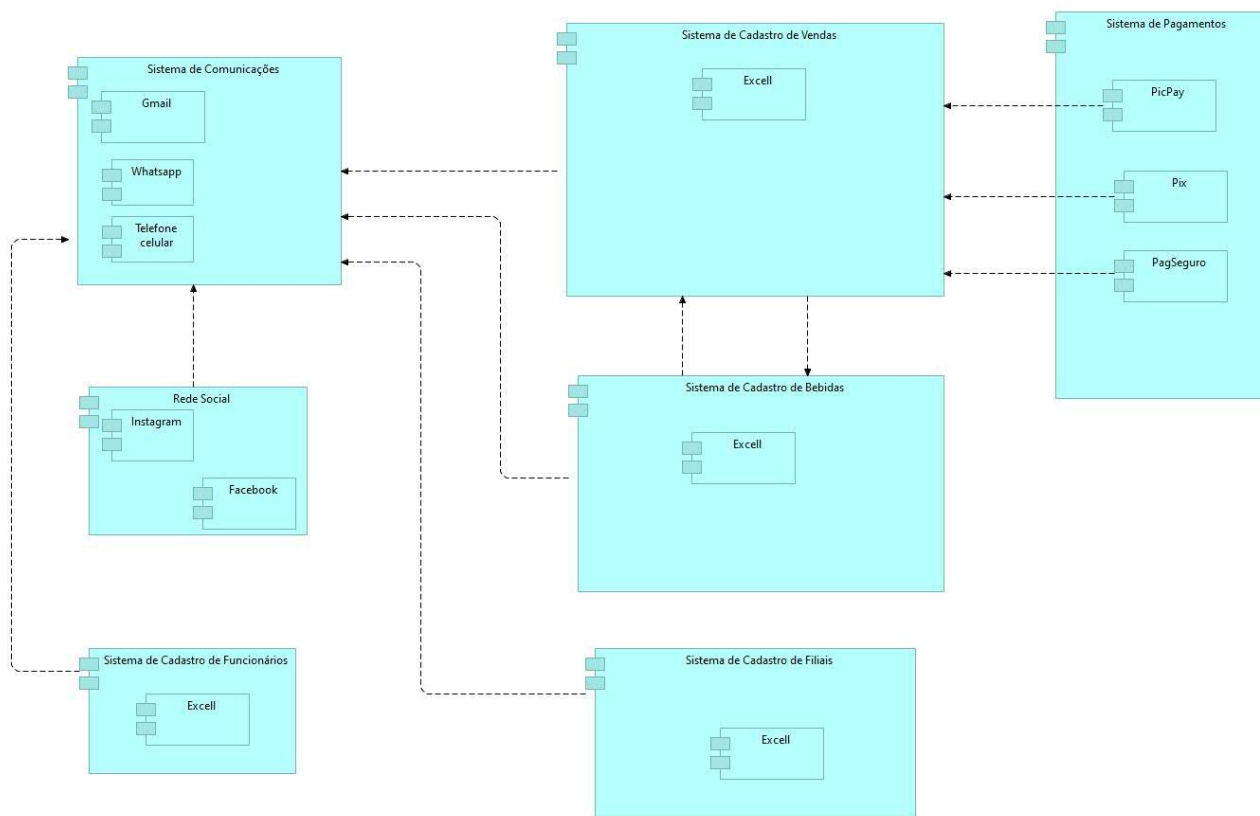 Sistema de Comunicações
Gmail
Whatsapp
Telefone
celular
Sistema de Cadastro de Vendas
Excell
Sistema de Pagamentos
PicPay
Pix
PagSeguro
Rede Social
Instagram
Facebook
Sistema de Cadastro de Bebidas
Excell
Sistema de Cadastro de Funcionários
Excell
Sistema de Cadastro de Filiais
Excell